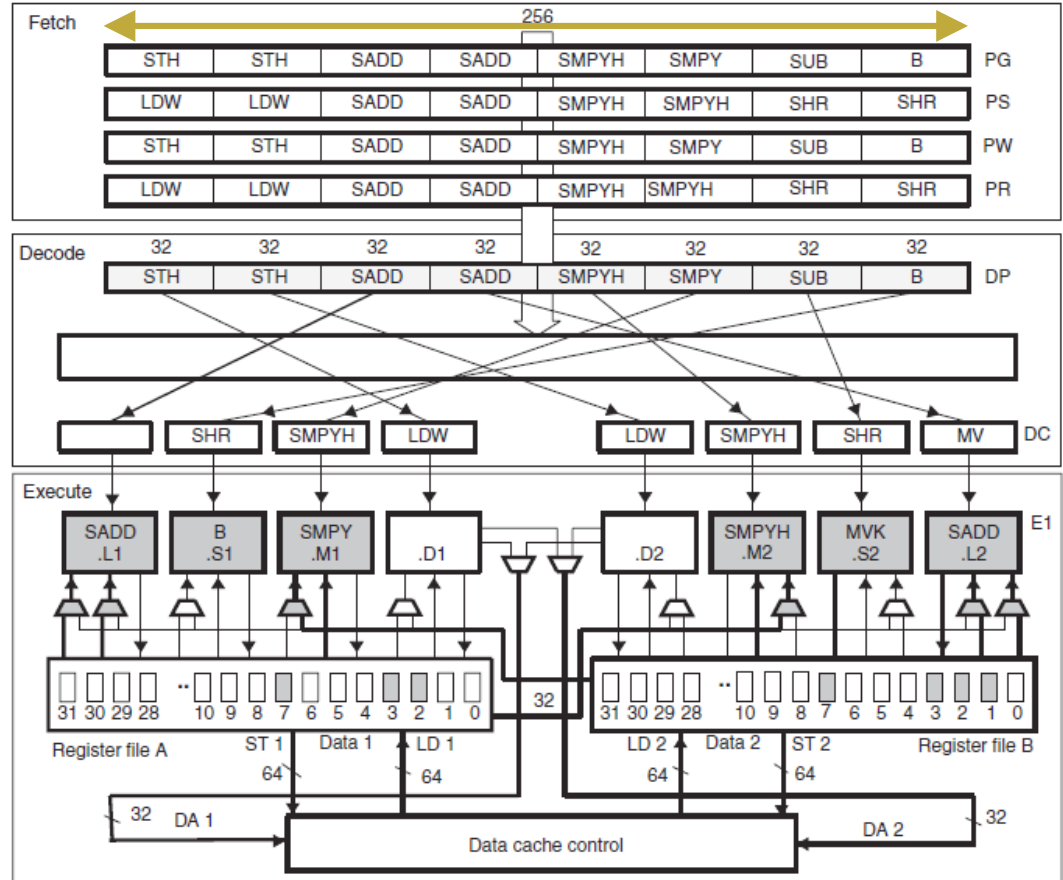 Fetch 256
STH STH SADD SADD SMPYH SMPY SUB B PG
LDW LDW SADD SADD SMPYH SMPYH SHR SHR PS
STH STH SADD SADD SMPYH SMPY SUB B PW
LDW LDW SADD SADD SMPYH SMPYH SHR SHR PR
Decode 32 32 32 32 32 32 32 32
STH STH SADD SADD SMPYH SMPY SUB B DP
SHR SMPYH LDW LDW SMPYH SHR MV DC
Execute
SADD B SMPY SMPYH MVK SADD E1
.L1 .S1 .M1 .D1 .D2 .M2 .S2 .L2
31 30 29 28 .. 10 9 8 7 6 5 4 3 2 1 0 32 31 30 29 28 .. 10 9 8 7 6 5 4 3 2 1 0
Register file A ST 1 Data 1 LD 1 LD 2 Data 2 ST 2 Register file B
64 64 64 64
32 DA 1 DA 2 32
Data cache control